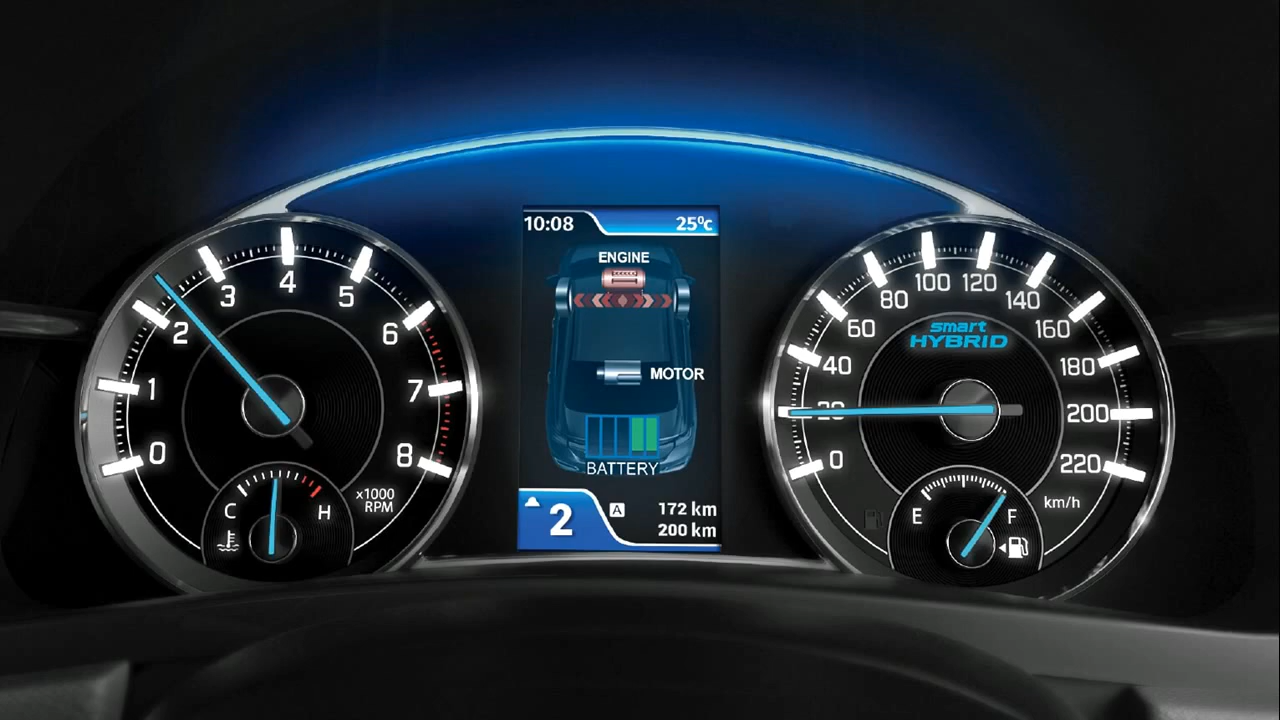 0
1
2
3
4
5
6
7
8
x1000
RPM
C
H
10:08
25ºc
ENGINE
MOTOR
BATTERY
2
A
172 km
200 km
0
20
40
60
80
100
120
140
160
180
200
220
smart
HYBRID
km/h
E
F